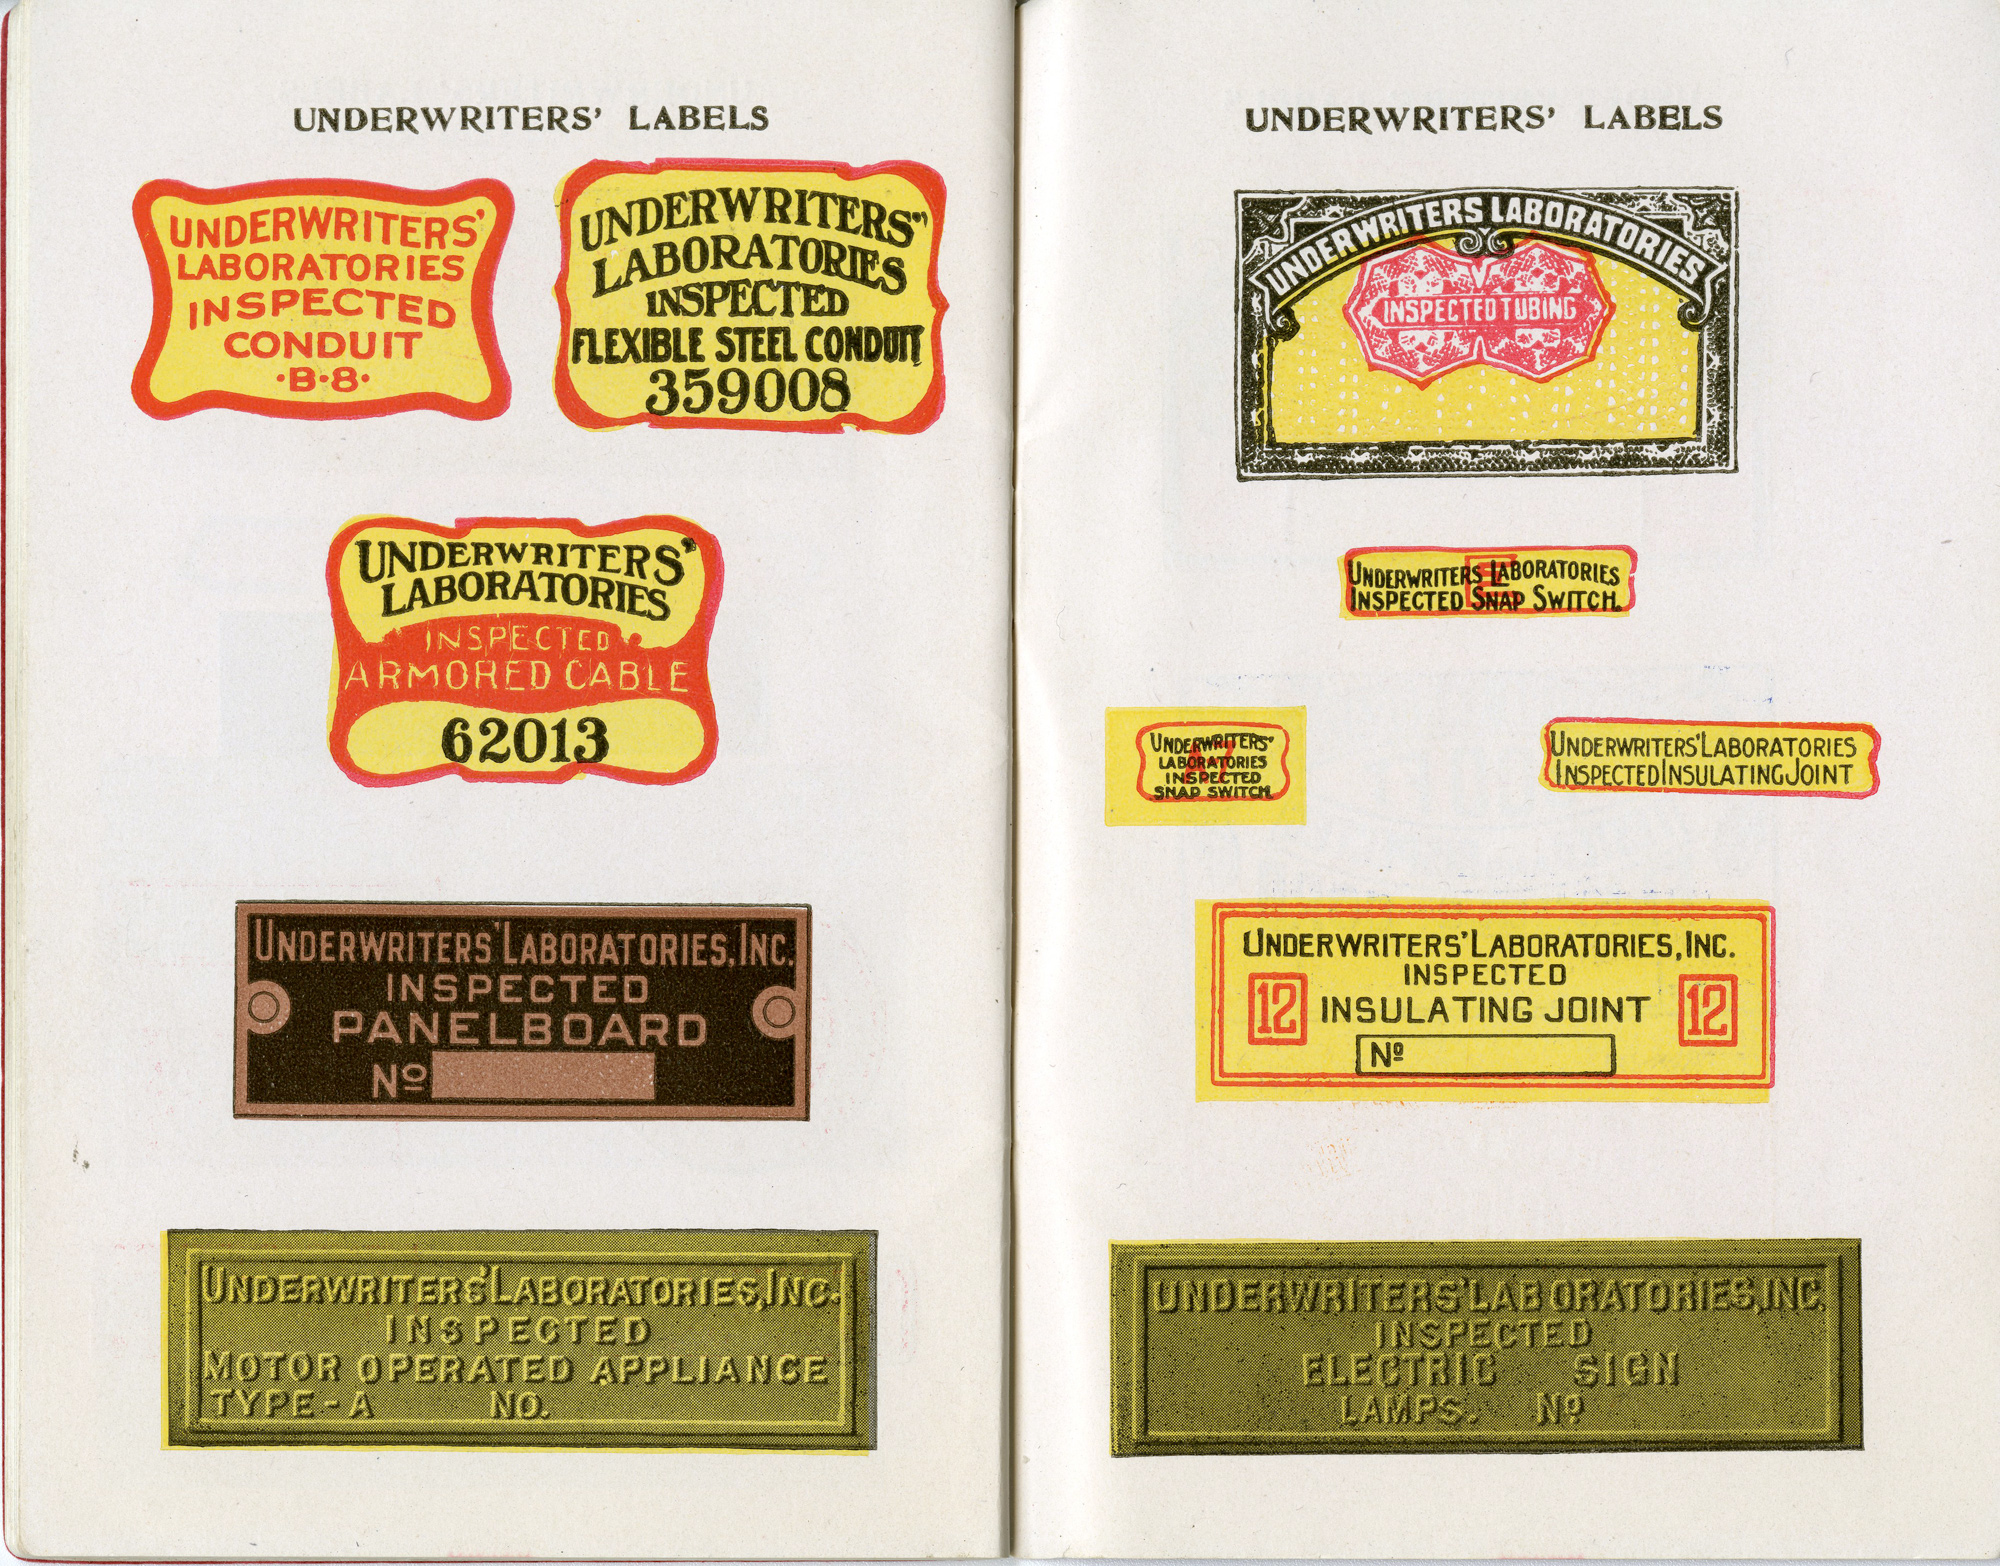 UNDERWRITERS' LABELS
UNDERWRITERS'
LABORATORIES
INSPECTED
CONDUIT
·B·8·
UNDERWRITERS'
LABORATORIES
INSPECTED
FLEXIBLE STEEL CONDUIT
359008
UNDERWRITERS'
LABORATORIES
INSPECTED
ARMORED CABLE
62013
UNDERWRITERS' LABORATORIES, INC.
INSPECTED
PANELBOARD
Nº
UNDERWRITERS' LABORATORIES, INC.
INSPECTED
MOTOR OPERATED APPLIANCE
TYPE-A NO.
UNDERWRITERS' LABELS
UNDERWRITERS LABORATORIES
INSPECTED TUBING
UNDERWRITERS LABORATORIES
INSPECTED SNAP SWITCH.
E
UNDERWRITERS'
LABORATORIES
INSPECTED
SNAP SWITCH
UNDERWRITERS' LABORATORIES
INSPECTED INSULATING JOINT
UNDERWRITERS' LABORATORIES, INC.
INSPECTED
12 INSULATING JOINT 12
Nº
UNDERWRITERS' LABORATORIES, INC.
INSPECTED
ELECTRIC SIGN
LAMPS. Nº